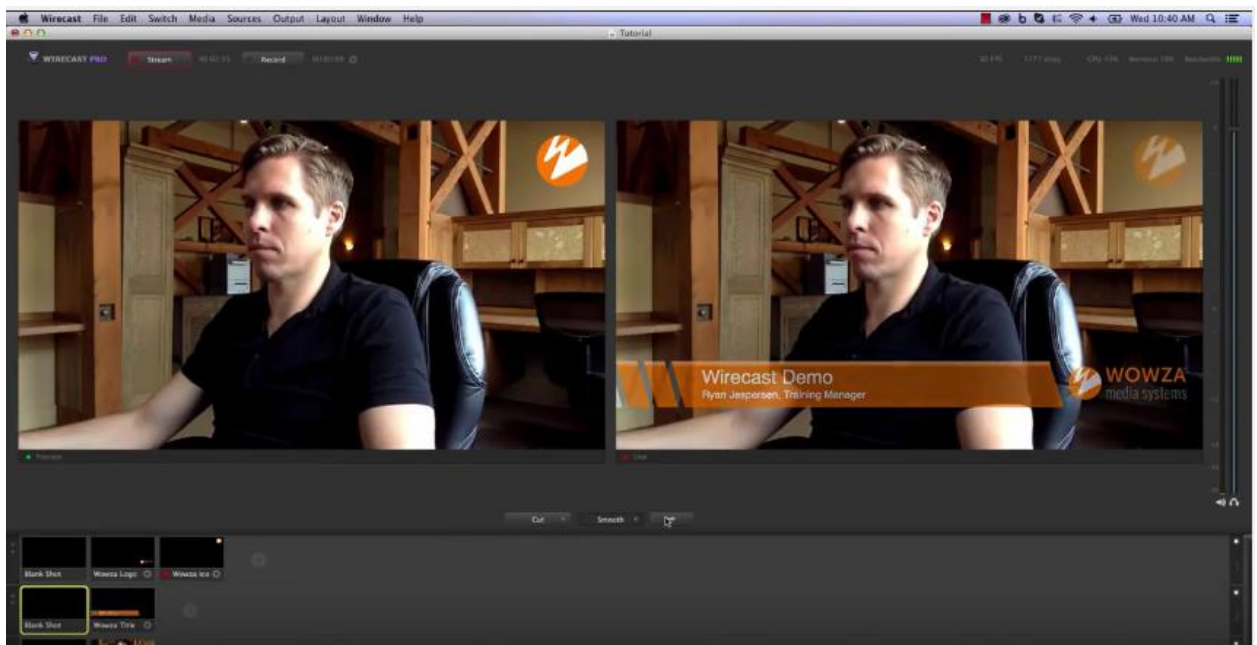 Wirecast File Edit Switch Media Sources Output Layout Window Help
Wed 10:40 AM
Tutorial
WIRECAST PRO
Stream
Record
Wirecast Demo
Ryan Jespersen, Training Manager
WOWZA
media systems
Preview
Live
Cut
Smooth
Blank Shot
Wowza Logo
Wowza Ico
Blank Shot
Wowza Title